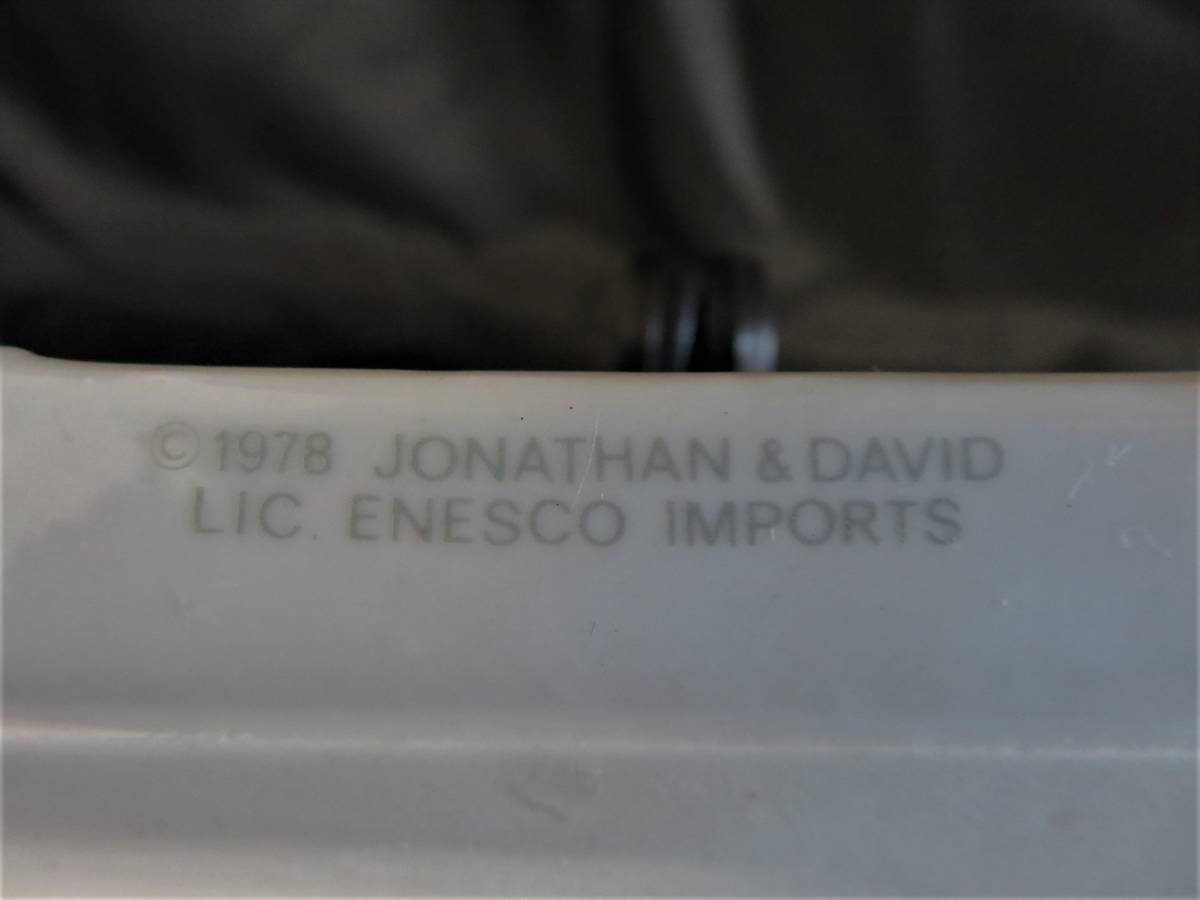 © 1978 JONATHAN & DAVID
LIC. ENESCO IMPORTS